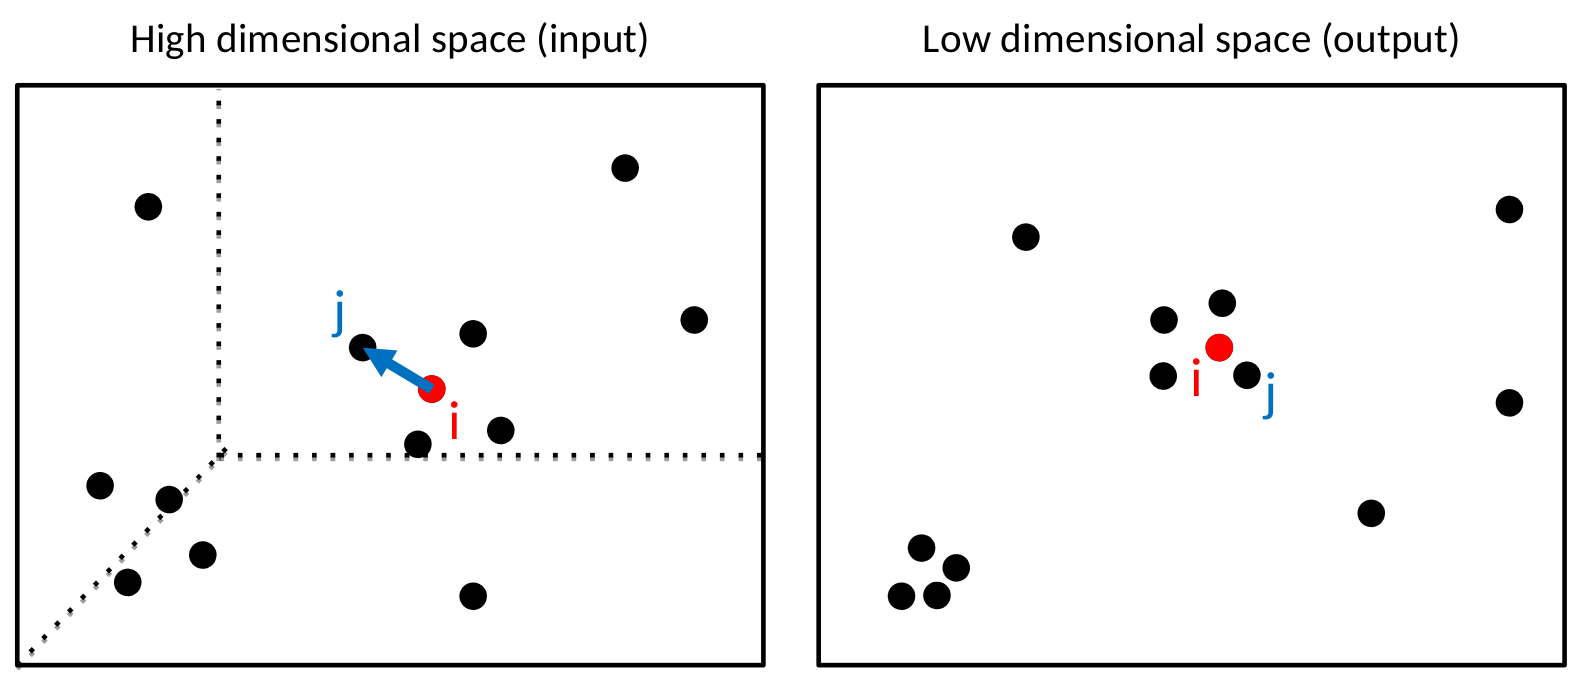 High dimensional space (input)
Low dimensional space (output)
j
i
i
j